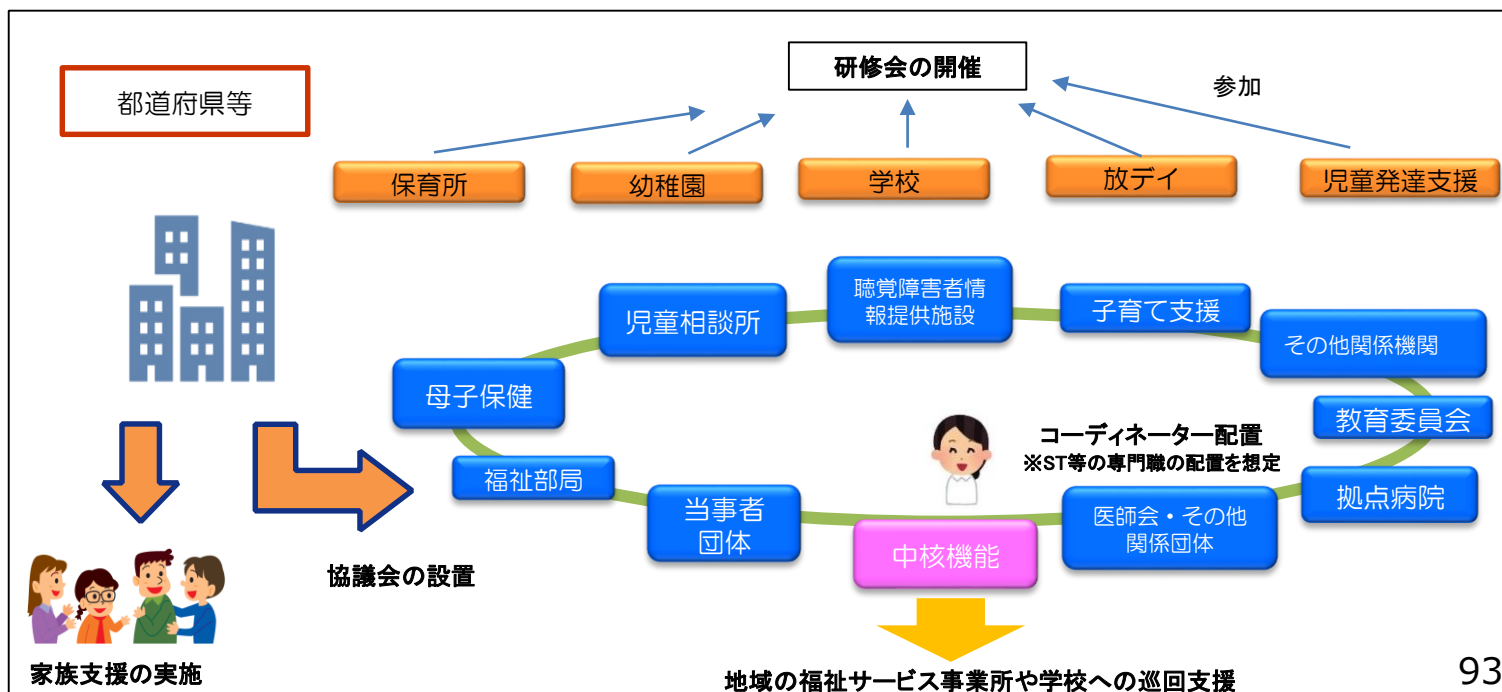 研修会の開催
都道府県等
参加
保育所
幼稚園
学校
放デイ
児童発達支援
聴覚障害者情
報提供施設
児童相談所
子育て支援
その他関係機関
母子保健
教育委員会
コーディネーター配置
※ST等の専門職の配置を想定
福祉部局
拠点病院
当事者
団体
医師会・その他
関係団体
中核機能
協議会の設置
家族支援の実施
地域の福祉サービス事業所や学校への巡回支援
93